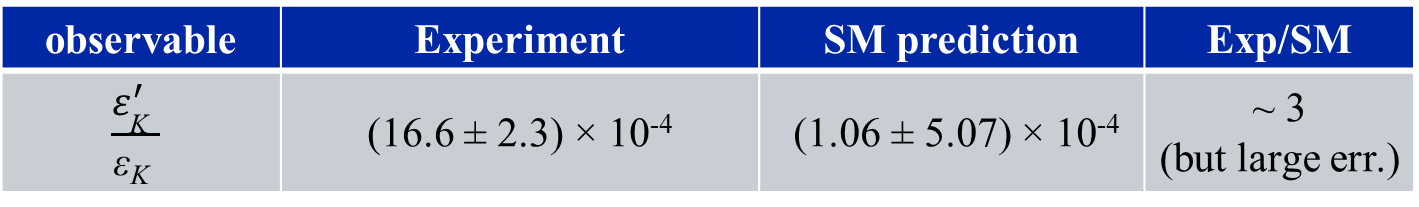 observable Experiment SM prediction Exp/SM
ε′K / εK (16.6 ± 2.3) × 10-4 (1.06 ± 5.07) × 10-4 ~ 3
(but large err.)